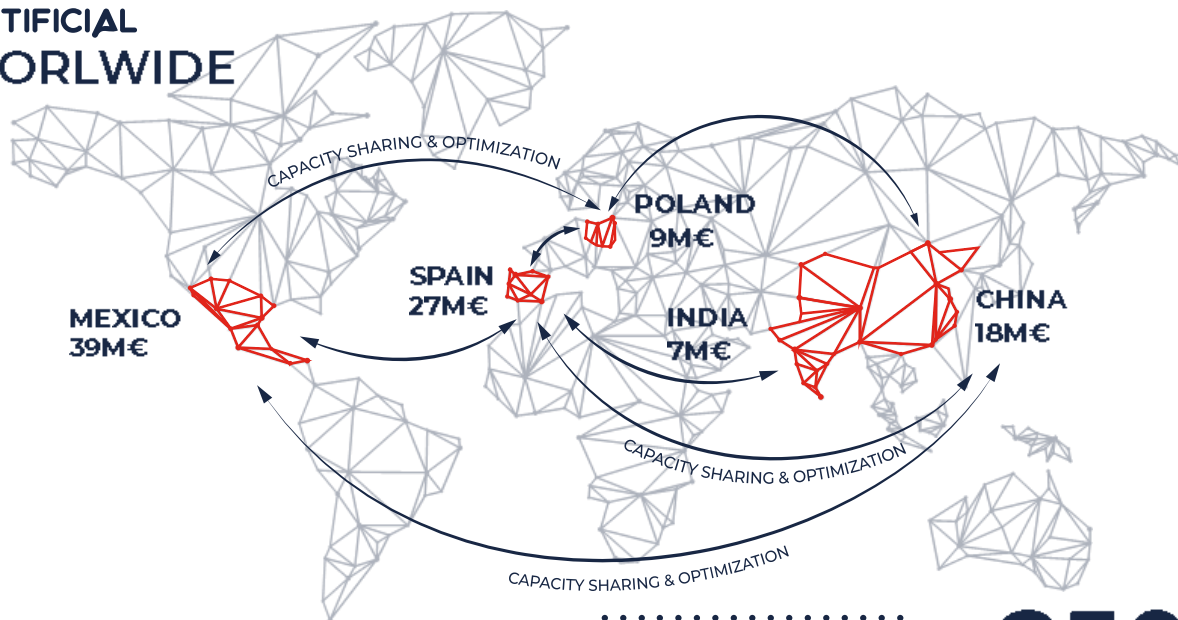 TIFICIAL
ORLWIDE
CAPACITY SHARING & OPTIMIZATION
POLAND
9M€
SPAIN
27M€
MEXICO
39M€
INDIA
7M€
CHINA
18M€
CAPACITY SHARING & OPTIMIZATION
CAPACITY SHARING & OPTIMIZATION